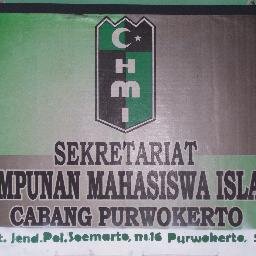 HMI
SEKRETARIAT
MPUNAN MAHASISWA ISLA
CABANG PURWOKERTO
t. Jend. Pol. Soemarto, no.16 Purwokerto,